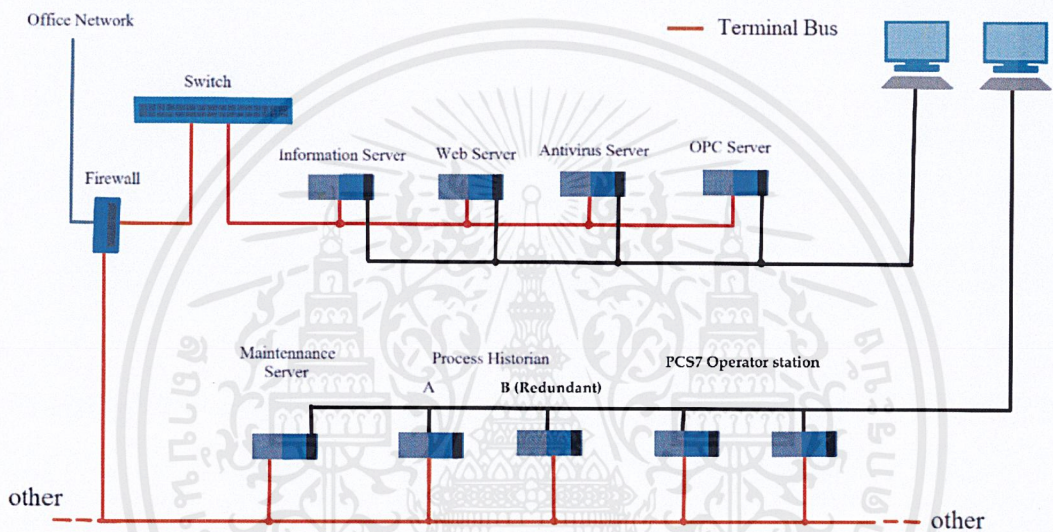 Office Network
Terminal Bus
Switch
Information Server
Web Server
Antivirus Server
OPC Server
Firewall
Maintennance
Server
Process Historian
A
B (Redundant)
PCS7 Operator station
other
other